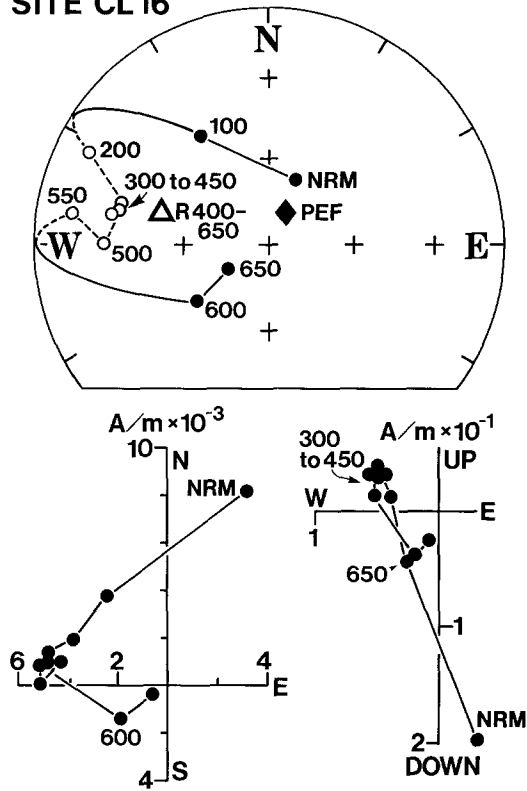 SITE CL16
N
100
NRM
200
300 to 450
550
R400-
650
PEF
W
E
500
650
600
A/m×10-3
10
N
NRM
6
2
4
E
600
4
S
A/m×10-1
300
to 450
UP
W
E
1
650
1
NRM
2
DOWN